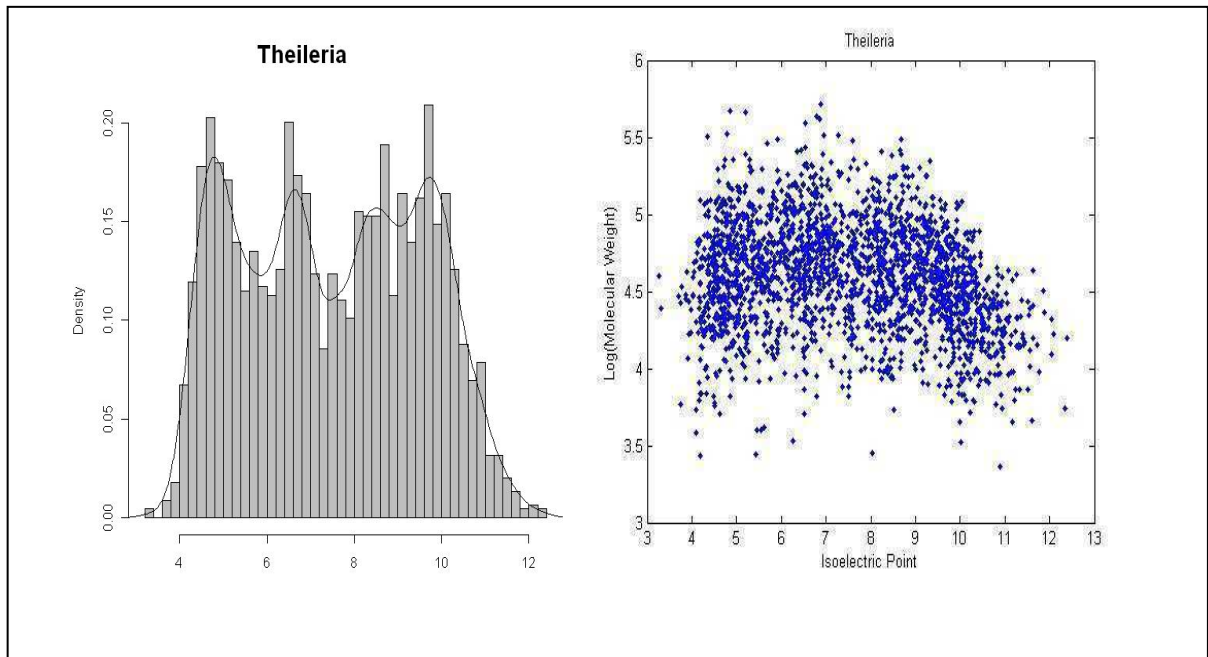 Theileria
Density
0.20
0.15
0.10
0.05
0.00
4 6 8 10 12
Theileria
Log(Molecular Weight)
6
5.5
5
4.5
4
3.5
3
3 4 5 6 7 8 9 10 11 12 13
Isoelectric Point